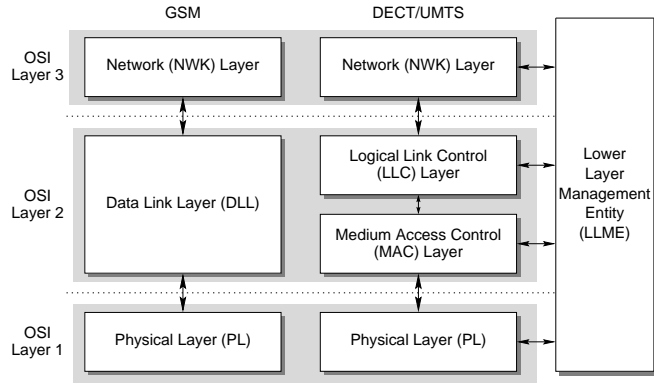 GSM
DECT/UMTS
OSI
Layer 3
Network (NWK) Layer
Network (NWK) Layer
OSI
Layer 2
Data Link Layer (DLL)
Logical Link Control
(LLC) Layer
Medium Access Control
(MAC) Layer
OSI
Layer 1
Physical Layer (PL)
Physical Layer (PL)
Lower
Layer
Management
Entity
(LLME)